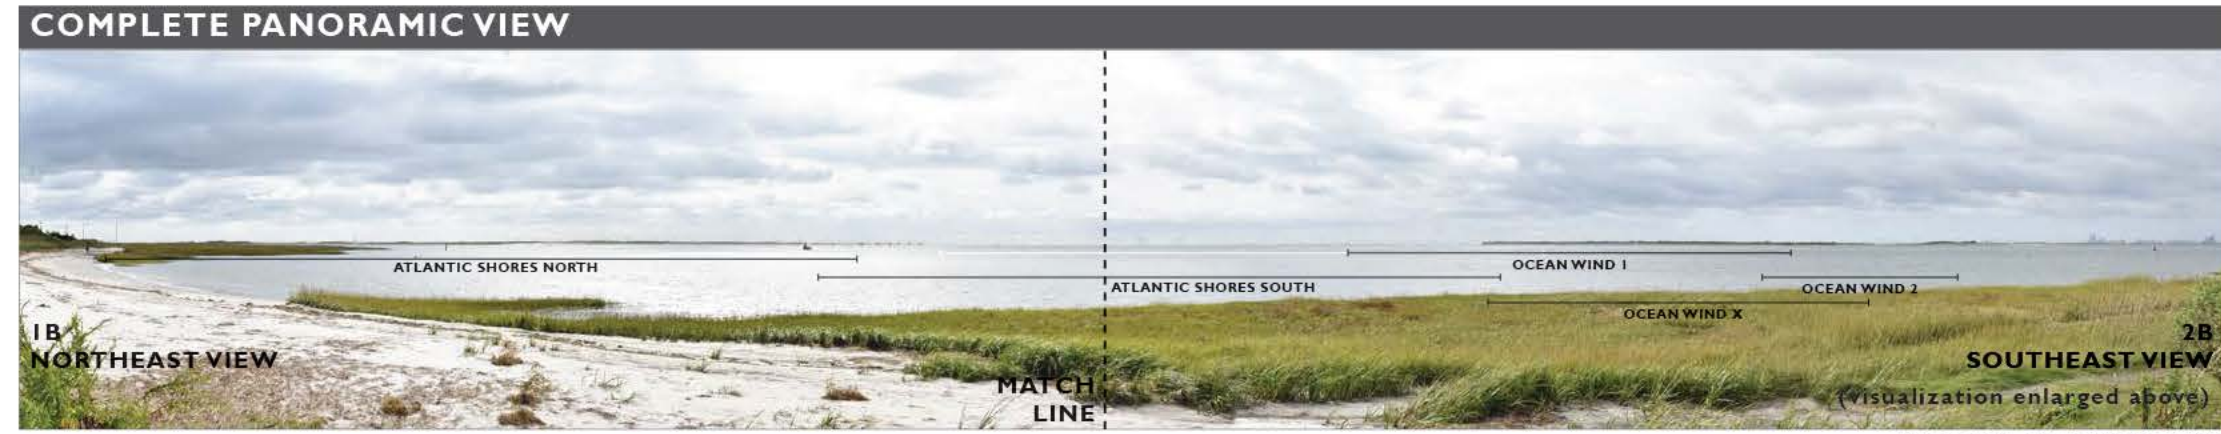 COMPLETE PANORAMIC VIEW
ATLANTIC SHORES NORTH
OCEAN WIND 1
ATLANTIC SHORES SOUTH
OCEAN WIND 2
OCEAN WIND X
1B
NORTHEAST VIEW
MATCH
LINE
2B
SOUTHEAST VIEW
(visualization enlarged above)